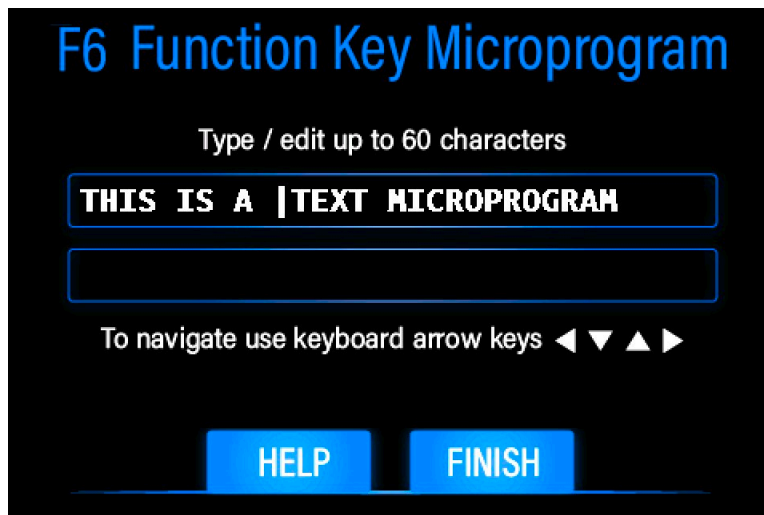 F6 Function Key Microprogram
Type / edit up to 60 characters
THIS IS A |TEXT MICROPROGRAM
To navigate use keyboard arrow keys ◀ ▼ ▲ ▶
HELP FINISH